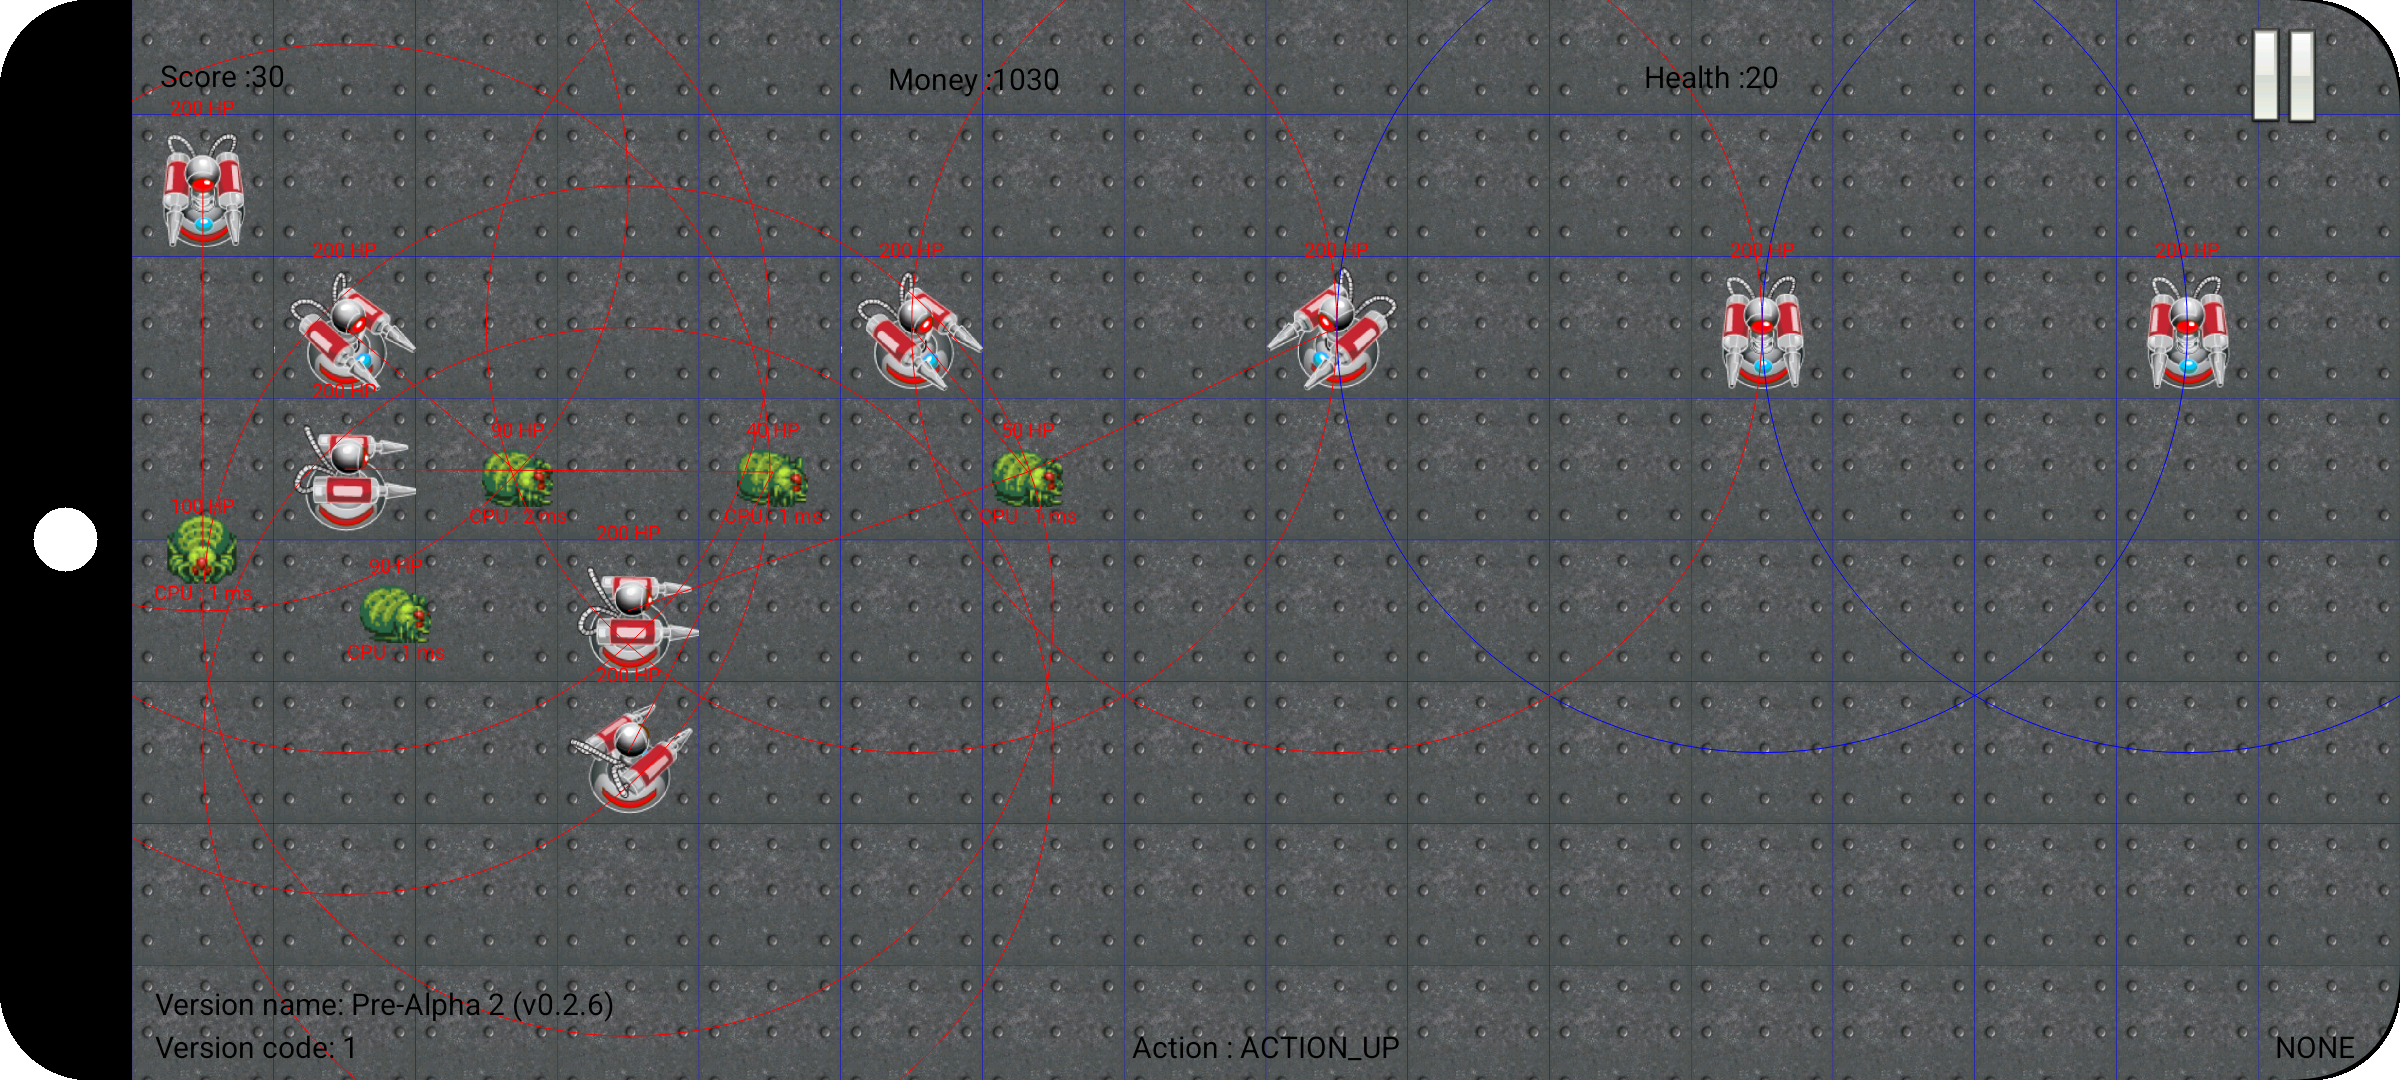 Score :30
Money :1030
Health :20
200 HP
200 HP
200 HP
200 HP
200 HP
200 HP
200 HP
90 HP
40 HP
50 HP
100 HP
CPU : 2 ms
CPU : 1 ms
CPU : 1 ms
200 HP
90 HP
CPU : 1 ms
CPU : 1 ms
200 HP
Version name: Pre-Alpha 2 (v0.2.6)
Version code: 1
Action : ACTION_UP
NONE